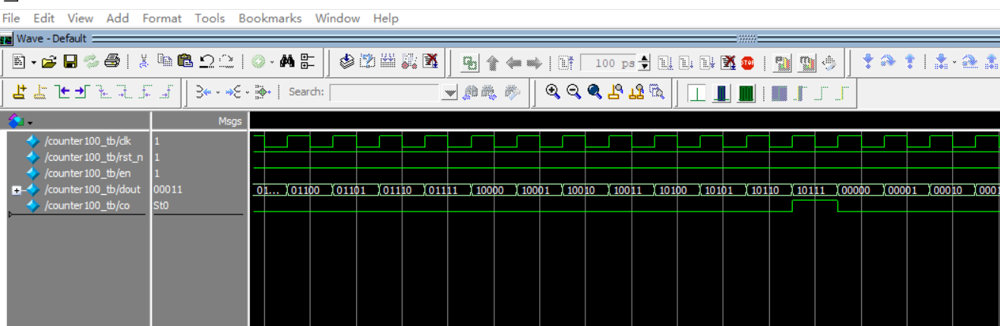 File Edit View Add Format Tools Bookmarks Window Help
Wave - Default
100 ps STOP
Search:
Msgs
/counter100_tb/clk 1
/counter100_tb/rst_n 1
/counter100_tb/en 1
/counter100_tb/dout 00011 01... 01100 01101 01110 01111 10000 10001 10010 10011 10100 10101 10110 10111 00000 00001 00010 0001
/counter100_tb/co St0